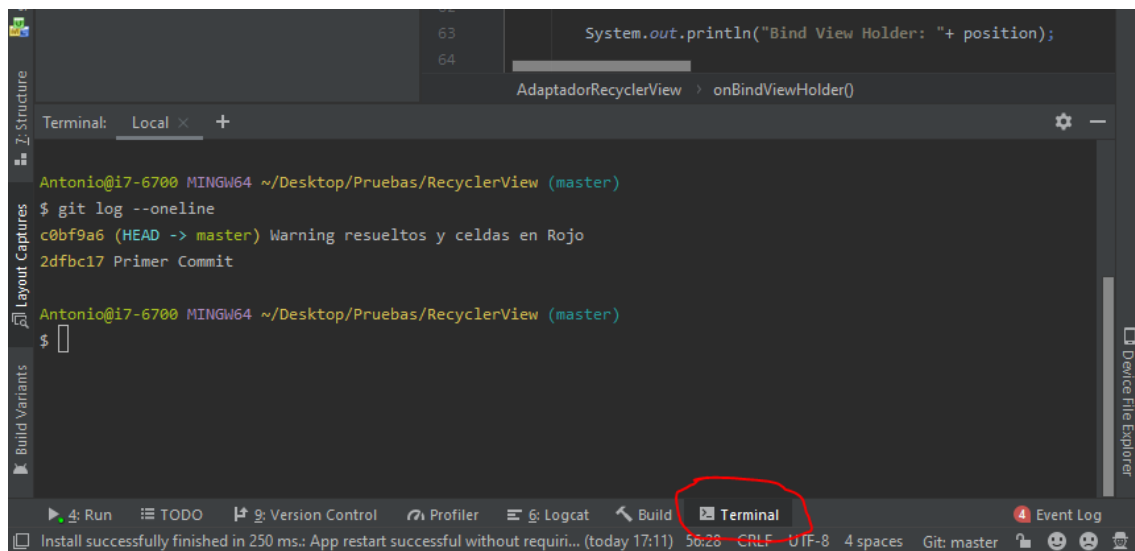 63 System.out.println("Bind View Holder: "+ position);
64
AdaptadorRecyclerView › onBindViewHolder()
Z: Structure
Layout Captures
Build Variants
Terminal: Local × +
Antonio@i7-6700 MINGW64 ~/Desktop/Pruebas/RecyclerView (master)
$ git log --oneline
c0bf9a6 (HEAD -> master) Warning resueltos y celdas en Rojo
2dfbc17 Primer Commit
Antonio@i7-6700 MINGW64 ~/Desktop/Pruebas/RecyclerView (master)
$
Device File Explorer
4: Run TODO 9: Version Control Profiler 6: Logcat Build Terminal 4 Event Log
Install successfully finished in 250 ms.: App restart successful without requiri... (today 17:11) 56:28 CRLF UTF-8 4 spaces Git: master